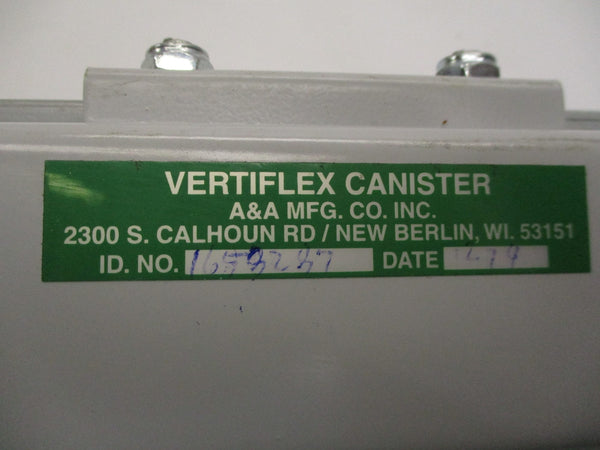 VERTIFLEX CANISTER
A&A MFG. CO. INC.
2300 S. CALHOUN RD / NEW BERLIN, WI. 53151
ID. NO. DATE